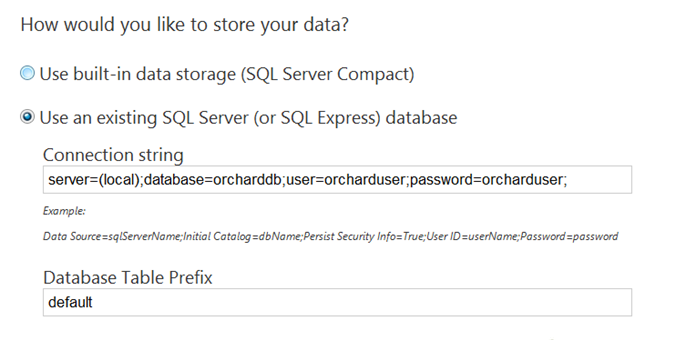 How would you like to store your data?
Use built-in data storage (SQL Server Compact)
Use an existing SQL Server (or SQL Express) database
Connection string
server=(local);database=orcharddb;user=orcharduser;password=orcharduser;
Example:
Data Source=sqlServerName;Initial Catalog=dbName;Persist Security Info=True;User ID=userName;Password=password
Database Table Prefix
default